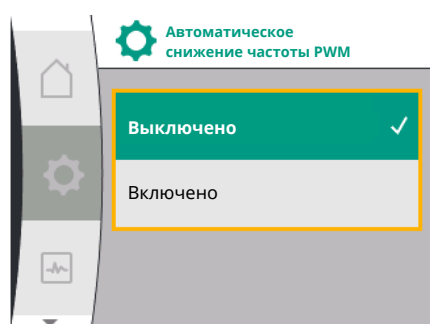 Автоматическое
снижение частоты PWM
Выключено
Включено